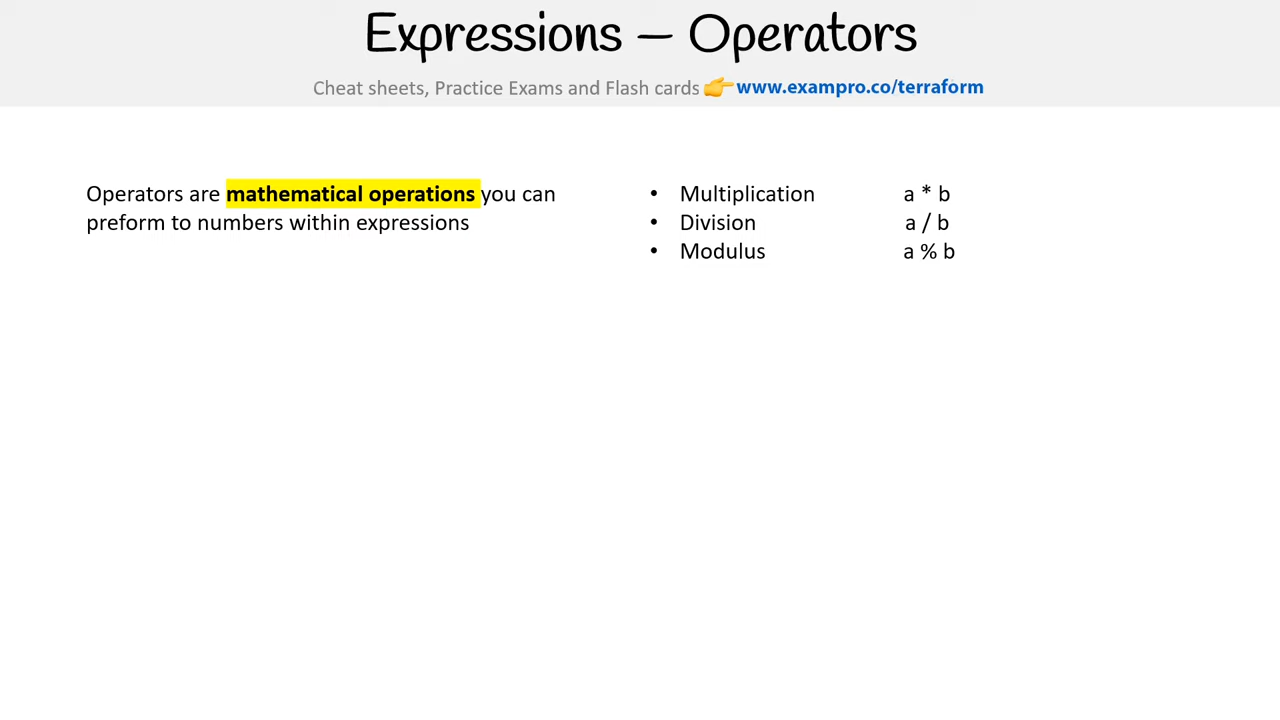 Expressions – Operators
Cheat sheets, Practice Exams and Flash cards 👉 www.exampro.co/terraform
Operators are mathematical operations you can
preform to numbers within expressions
• Multiplication a * b
• Division a / b
• Modulus a % b